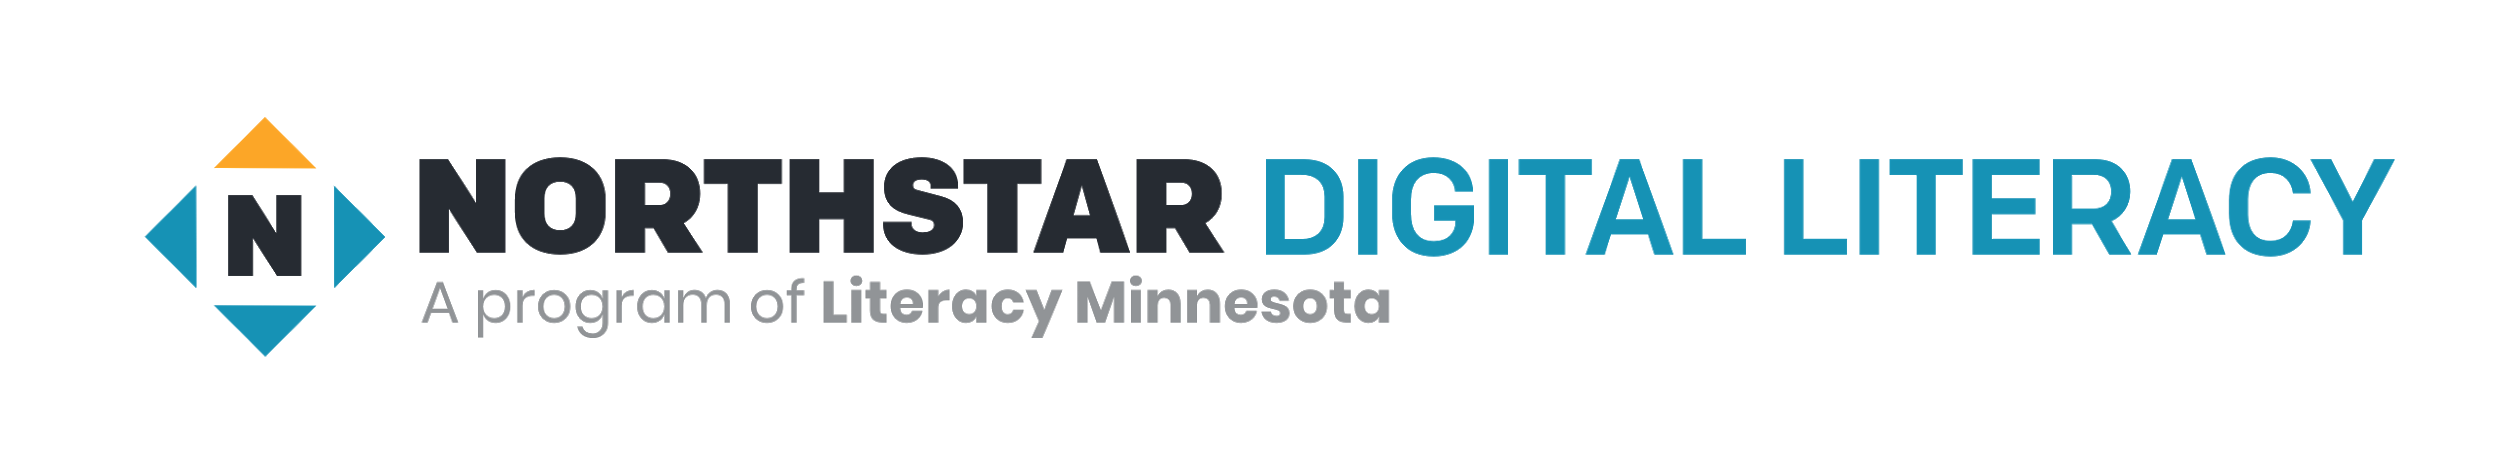 N
NORTHSTAR DIGITAL LITERACY
A program of Literacy Minnesota